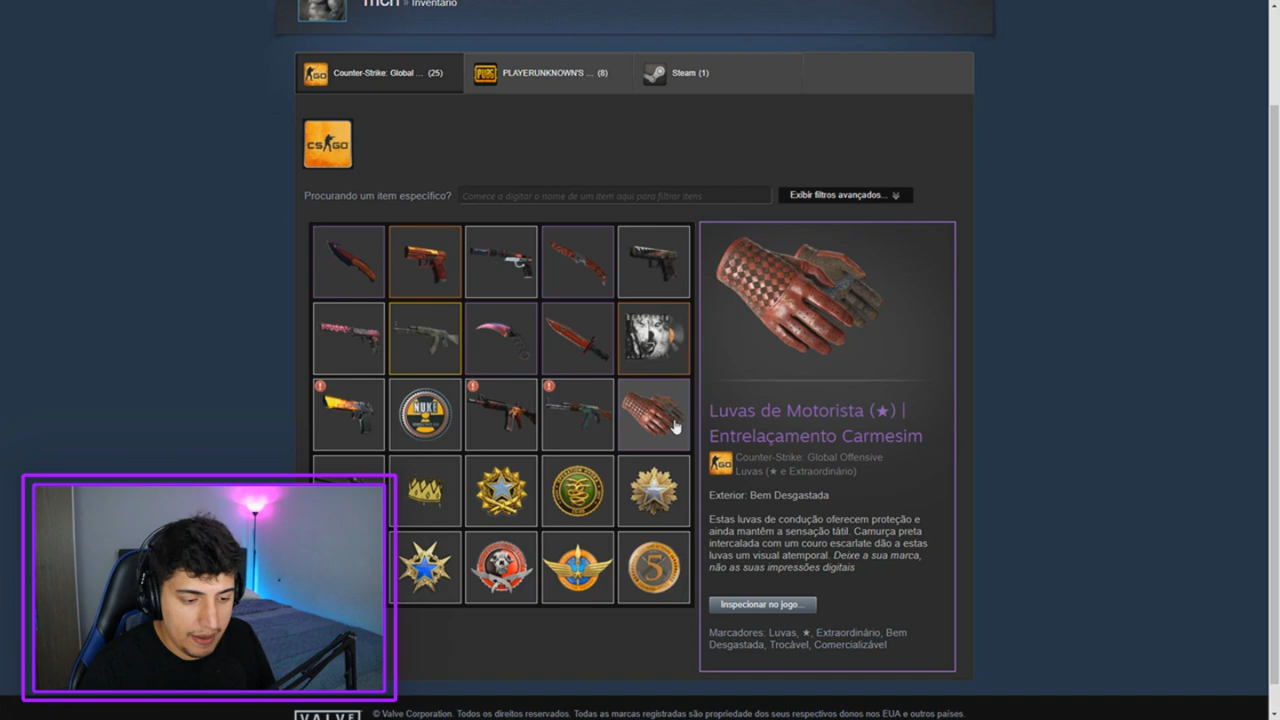 » Inventário
Counter-Strike: Global ... (25)
PLAYERUNKNOWN'S ... (8)
Steam (1)
CS GO
Procurando um item específico?
Comece a digitar o nome de um item aqui para filtrar itens
Exibir filtros avançados...
NUKE
5
Luvas de Motorista (★) |
Entrelaçamento Carmesim
Counter-Strike: Global Offensive
Luvas (★ e Extraordinário)
Exterior: Bem Desgastada
Estas luvas de condução oferecem proteção e
ainda mantêm a sensação tátil. Camurça preta
intercalada com um couro escarlate dão a estas
luvas um visual atemporal. Deixe a sua marca,
não as suas impressões digitais
Inspecionar no jogo...
Marcadores: Luvas, ★, Extraordinário, Bem
Desgastada, Trocável, Comercializável
VALVE
© Valve Corporation. Todos os direitos reservados. Todas as marcas registradas são propriedade dos seus respectivos donos nos EUA e outros países.